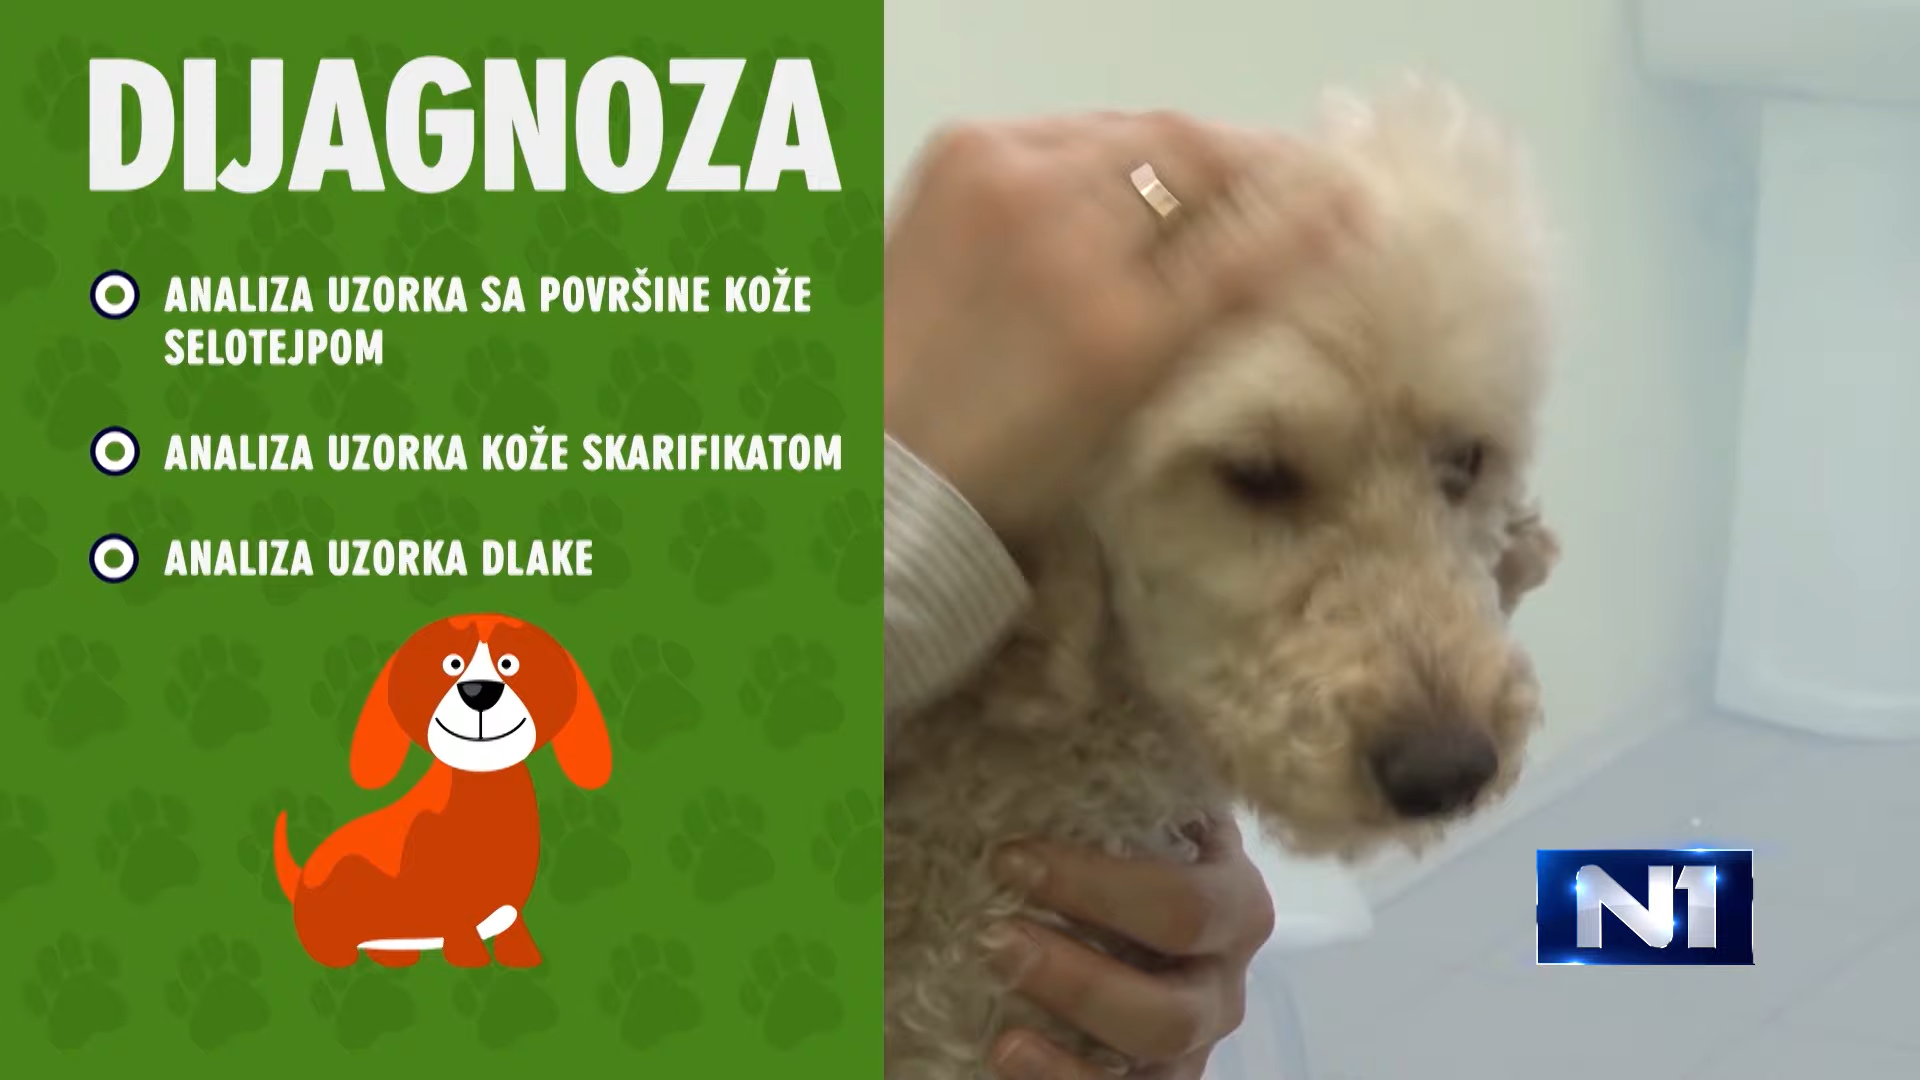 DIJAGNOZA
ANALIZA UZORKA SA POVRŠINE KOŽE
SELOTEJPOM
ANALIZA UZORKA KOŽE SKARIFIKATOM
ANALIZA UZORKA DLAKE
N1